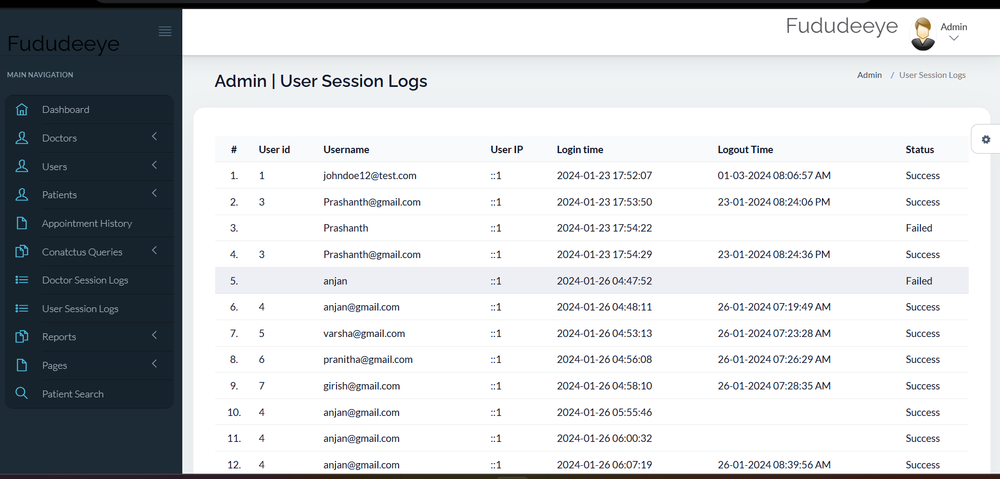 Fududeeye
MAIN NAVIGATION
Dashboard
Doctors
Users
Patients
Appointment History
Conatctus Queries
Doctor Session Logs
User Session Logs
Reports
Pages
Patient Search
Fududeeye
Admin
Admin | User Session Logs
Admin / User Session Logs
# User id Username User IP Login time Logout Time Status
1. 1 johndoe12@test.com ::1 2024-01-23 17:52:07 01-03-2024 08:06:57 AM Success
2. 3 Prashanth@gmail.com ::1 2024-01-23 17:53:50 23-01-2024 08:24:06 PM Success
3. Prashanth ::1 2024-01-23 17:54:22 Failed
4. 3 Prashanth@gmail.com ::1 2024-01-23 17:54:29 23-01-2024 08:24:36 PM Success
5. anjan ::1 2024-01-26 04:47:52 Failed
6. 4 anjan@gmail.com ::1 2024-01-26 04:48:11 26-01-2024 07:19:49 AM Success
7. 5 varsha@gmail.com ::1 2024-01-26 04:53:13 26-01-2024 07:23:28 AM Success
8. 6 pranitha@gmail.com ::1 2024-01-26 04:56:08 26-01-2024 07:26:29 AM Success
9. 7 girish@gmail.com ::1 2024-01-26 04:58:10 26-01-2024 07:28:35 AM Success
10. 4 anjan@gmail.com ::1 2024-01-26 05:55:46 Success
11. 4 anjan@gmail.com ::1 2024-01-26 06:00:32 Success
12. 4 anjan@gmail.com ::1 2024-01-26 06:07:19 26-01-2024 08:39:56 AM Success